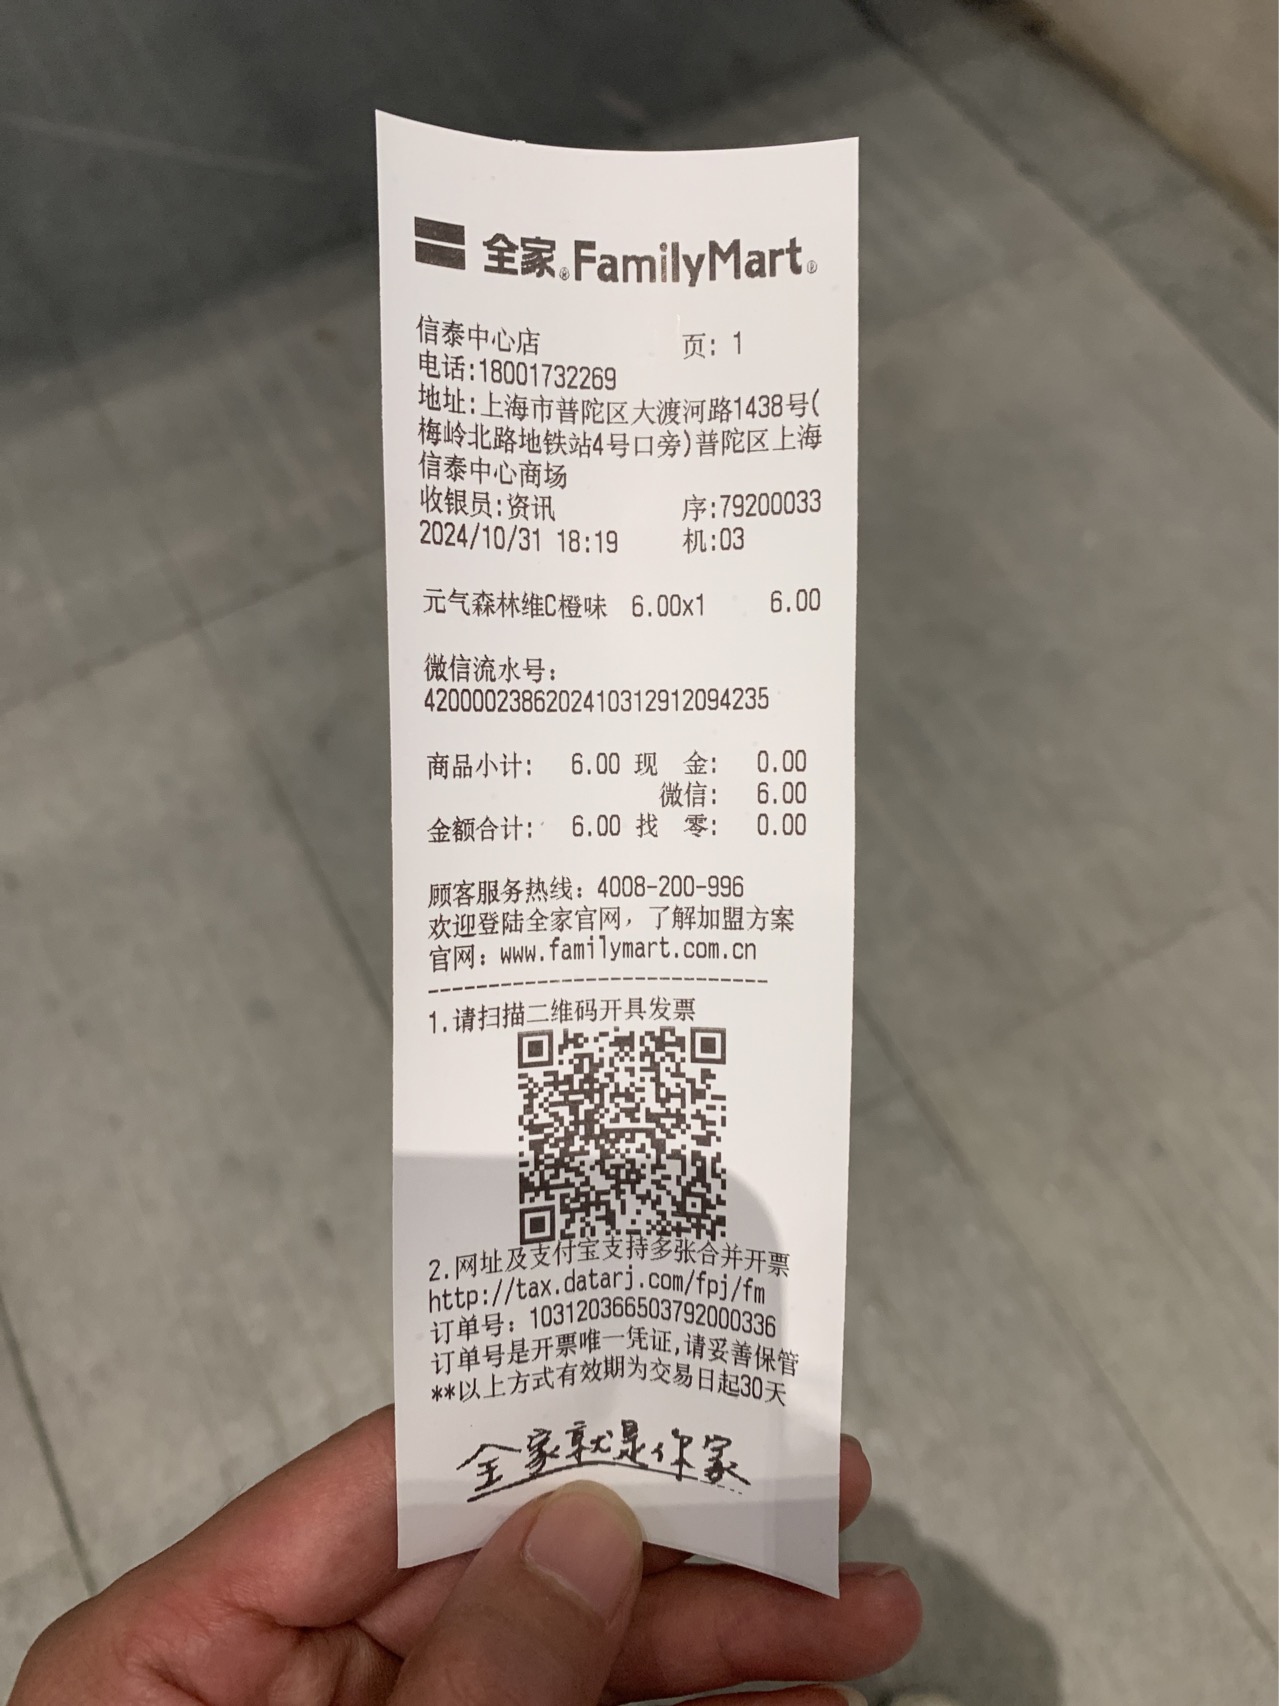 全家® FamilyMart®
信泰中心店 页: 1
电话:18001732269
地址:上海市普陀区大渡河路1438号(
梅岭北路地铁站4号口旁)普陀区上海
信泰中心商场
收银员:资讯 序:79200033
2024/10/31 18:19 机:03
元气森林维C橙味 6.00x1 6.00
微信流水号:
4200002386202410312912094235
商品小计: 6.00 现 金: 0.00
微信: 6.00
金额合计: 6.00 找 零: 0.00
顾客服务热线: 4008-200-996
欢迎登陆全家官网, 了解加盟方案
官网: www.familymart.com.cn
----------------------------
1.请扫描二维码开具发票
2.网址及支付宝支持多张合并开票
http://tax.datarj.com/fpj/fm
订单号: 10312036650379200​0336
订单号是开票唯一凭证,请妥善保管
**以上方式有效期为交易日起30天
全家就是你家